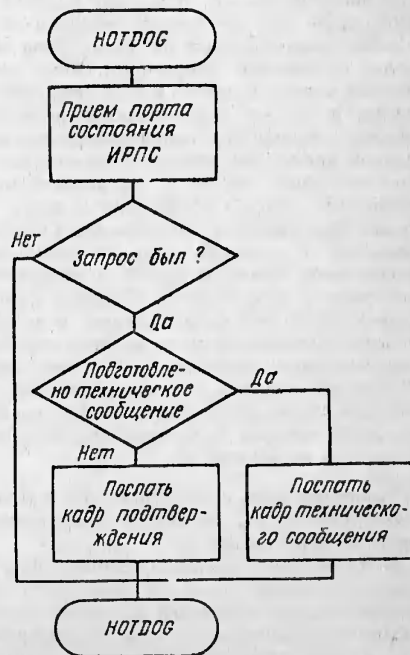 HOTDOG
Прием порта
состояния
ИРПС
Нет
Запрос был ?
Да
Подготовле-
но техническое
сообщение
Да
Нет
Послать
кадр подтвер-
ждения
Послать
кадр техническо-
го сообщения
HOTDOG